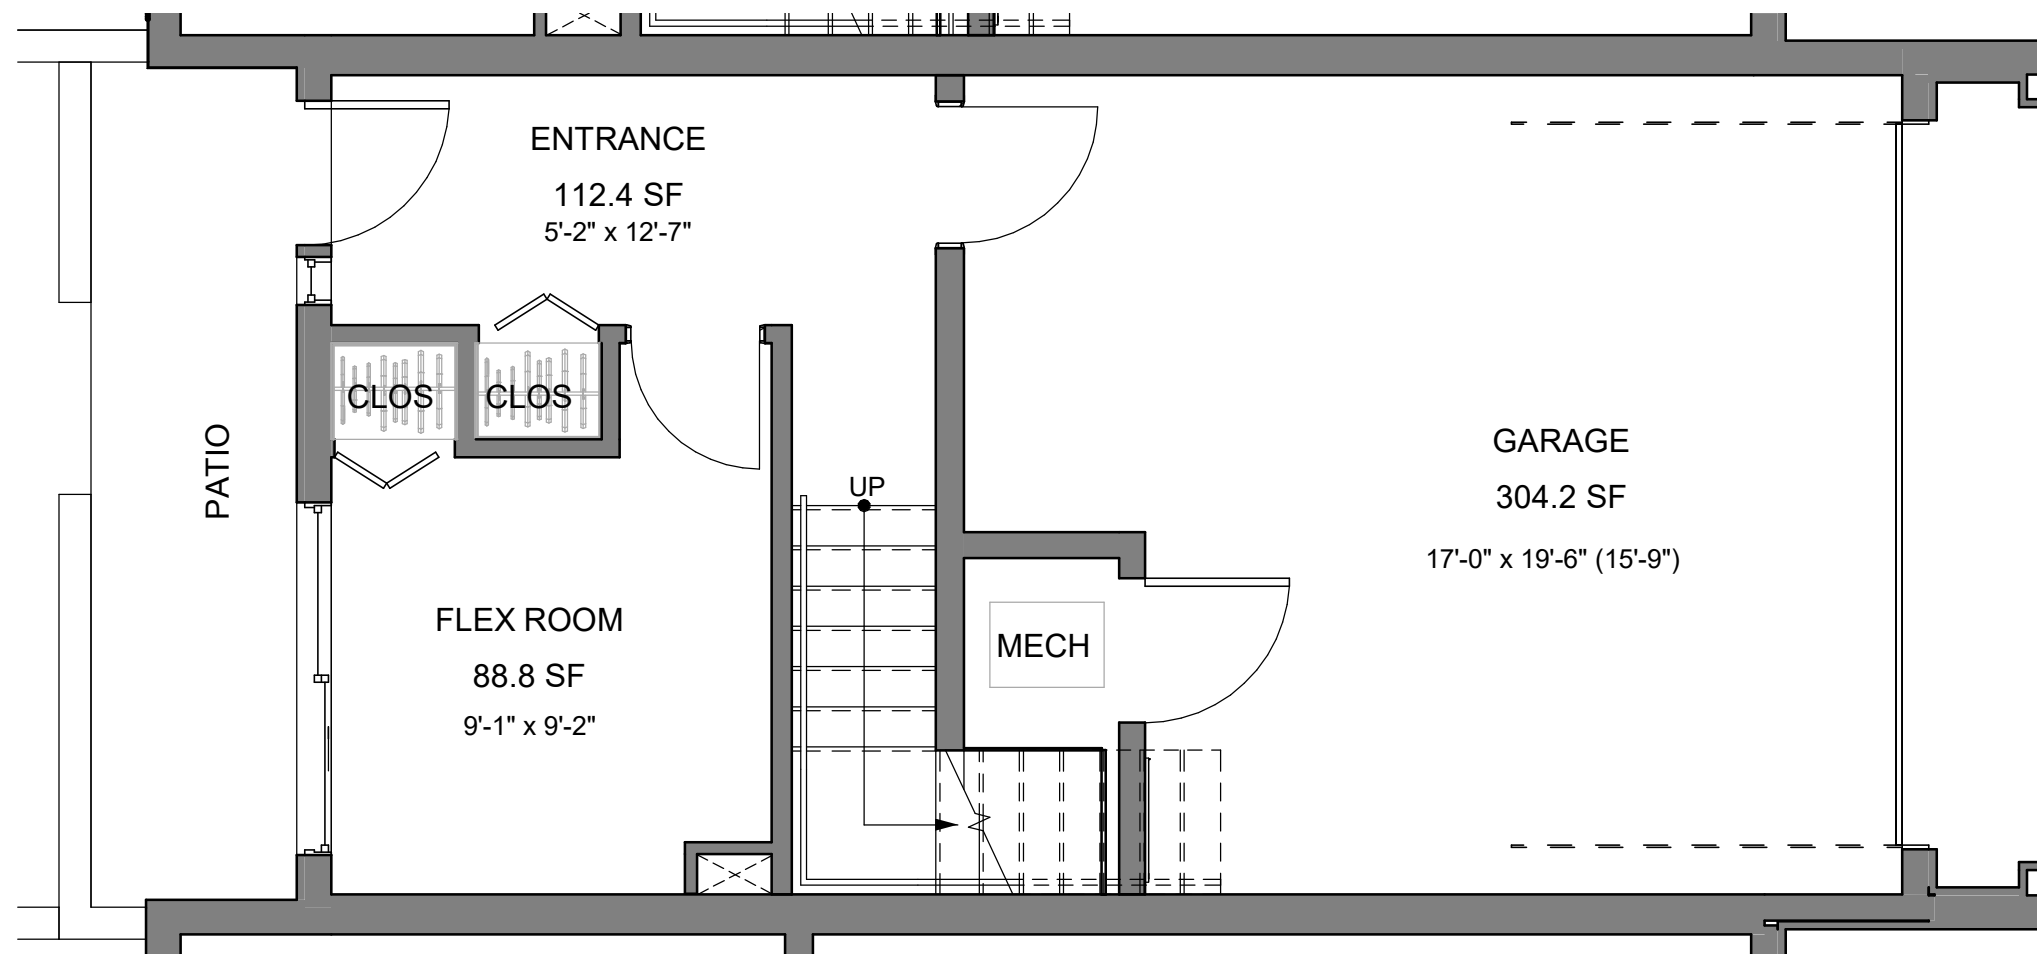 ENTRANCE
112.4 SF
5'-2" x 12'-7"
CLOS
CLOS
PATIO
UP
GARAGE
304.2 SF
17'-0" x 19'-6" (15'-9")
FLEX ROOM
88.8 SF
9'-1" x 9'-2"
MECH